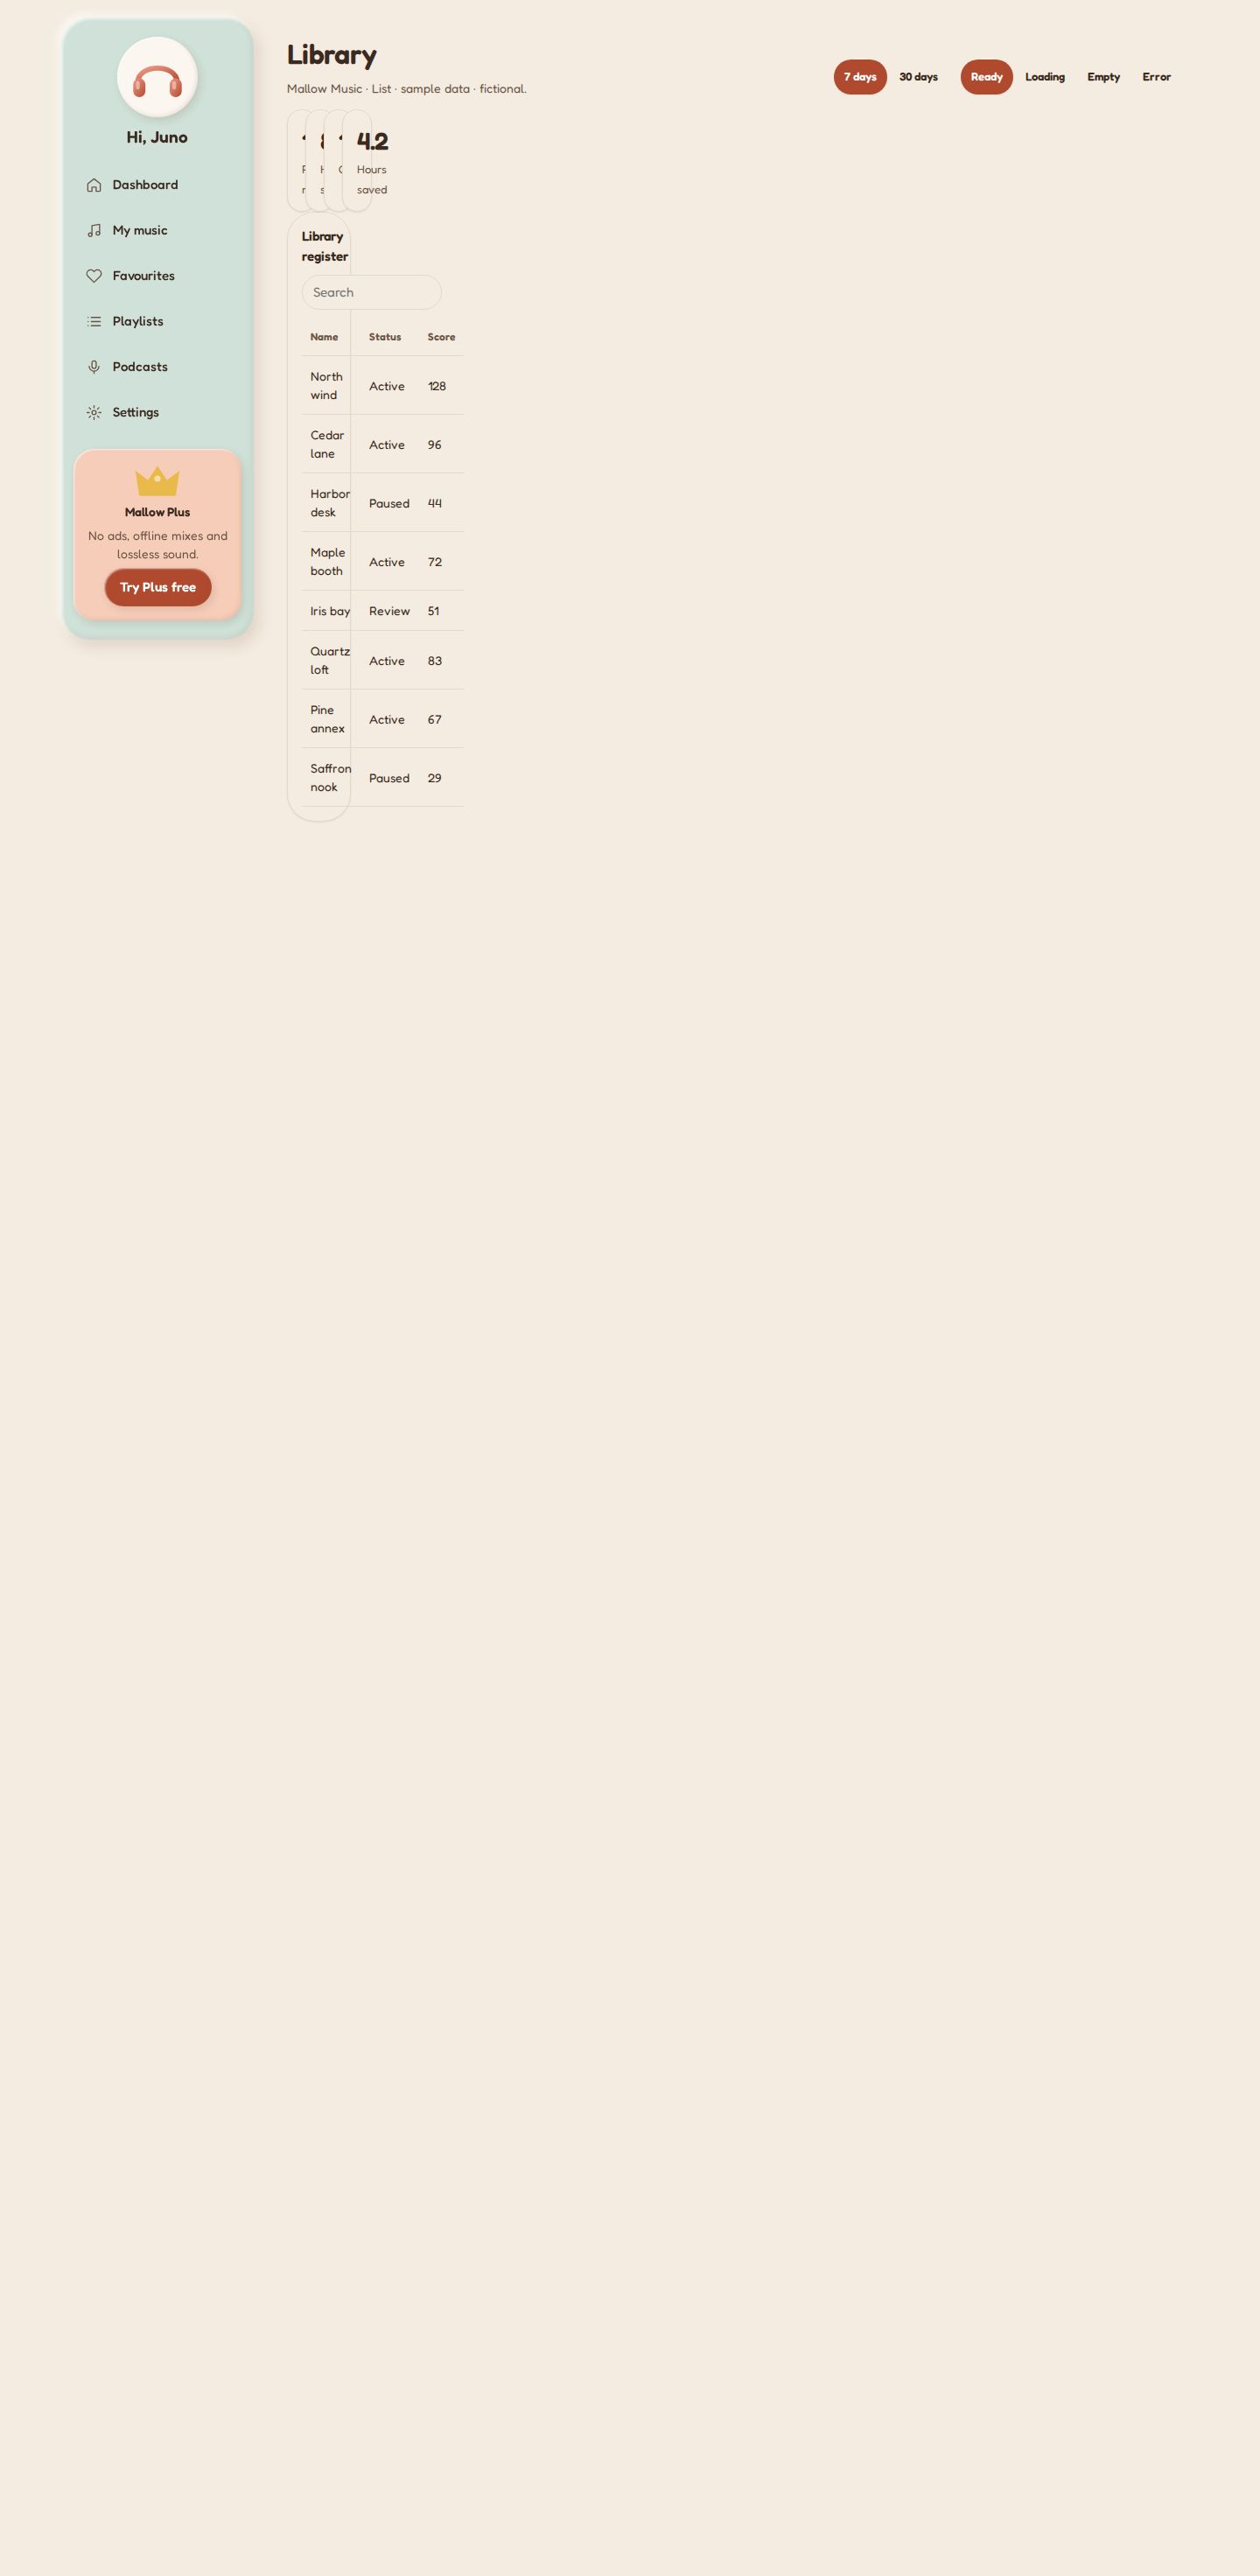 Hi, Juno
Dashboard
My music
Favourites
Playlists
Podcasts
Settings
Mallow Plus
No ads, offline mixes and
lossless sound.
Try Plus free
Library
Mallow Music · List · sample data · fictional.
7 days 30 days Ready Loading Empty Error
4.2
Hours
saved
Library
register
Search
Name Status Score
North
wind Active 128
Cedar
lane Active 96
Harbor
desk Paused 44
Maple
booth Active 72
Iris bay Review 51
Quartz
loft Active 83
Pine
annex Active 67
Saffron
nook Paused 29